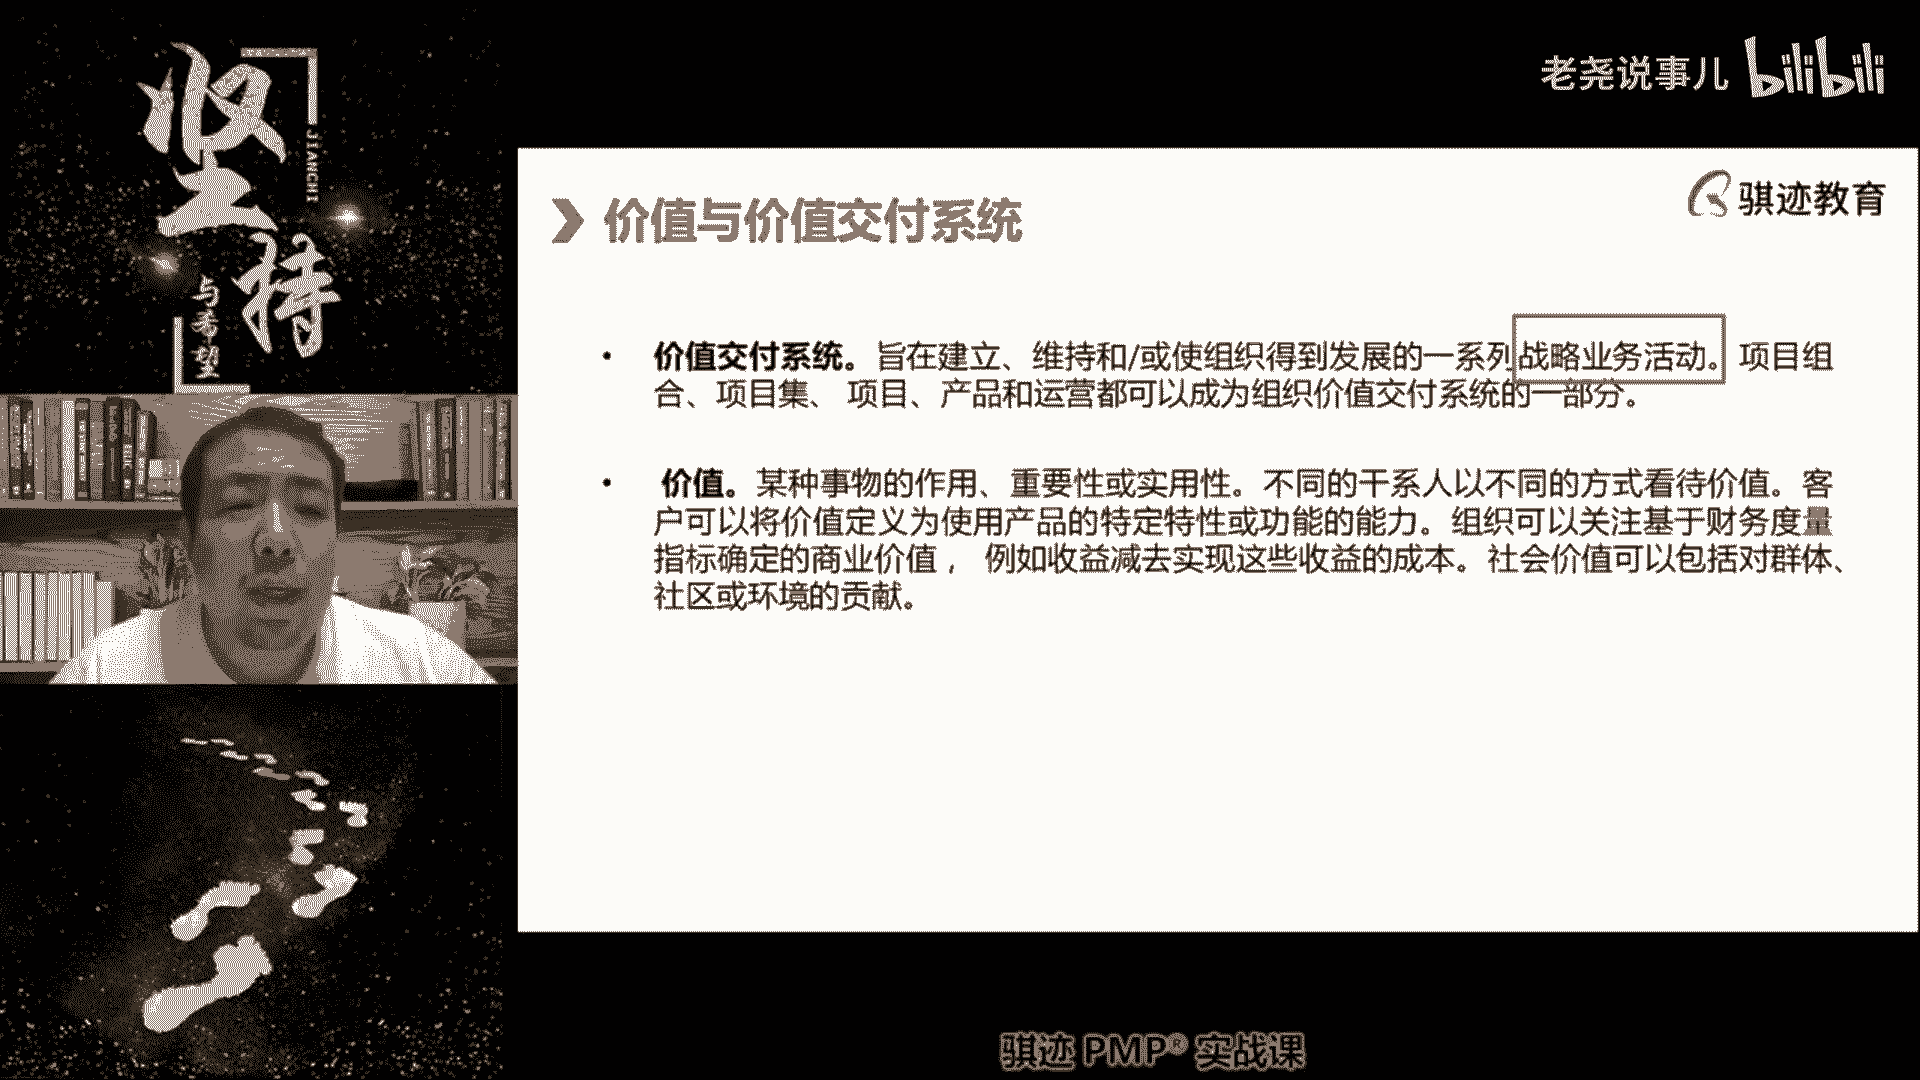 坚持
JIANCHI
与希望
老尧说事儿 bilibili
骐迹教育
价值与价值交付系统
• 价值交付系统。旨在建立、维持和/或使组织得到发展的一系列战略业务活动。项目组
合、项目集、 项目、产品和运营都可以成为组织价值交付系统的一部分。
• 价值。某种事物的作用、重要性或实用性。不同的干系人以不同的方式看待价值。客
户可以将价值定义为使用产品的特定特性或功能的能力。组织可以关注基于财务度量
指标确定的商业价值， 例如收益减去实现这些收益的成本。社会价值可以包括对群体、
社区或环境的贡献。
骐迹 PMP® 实战课